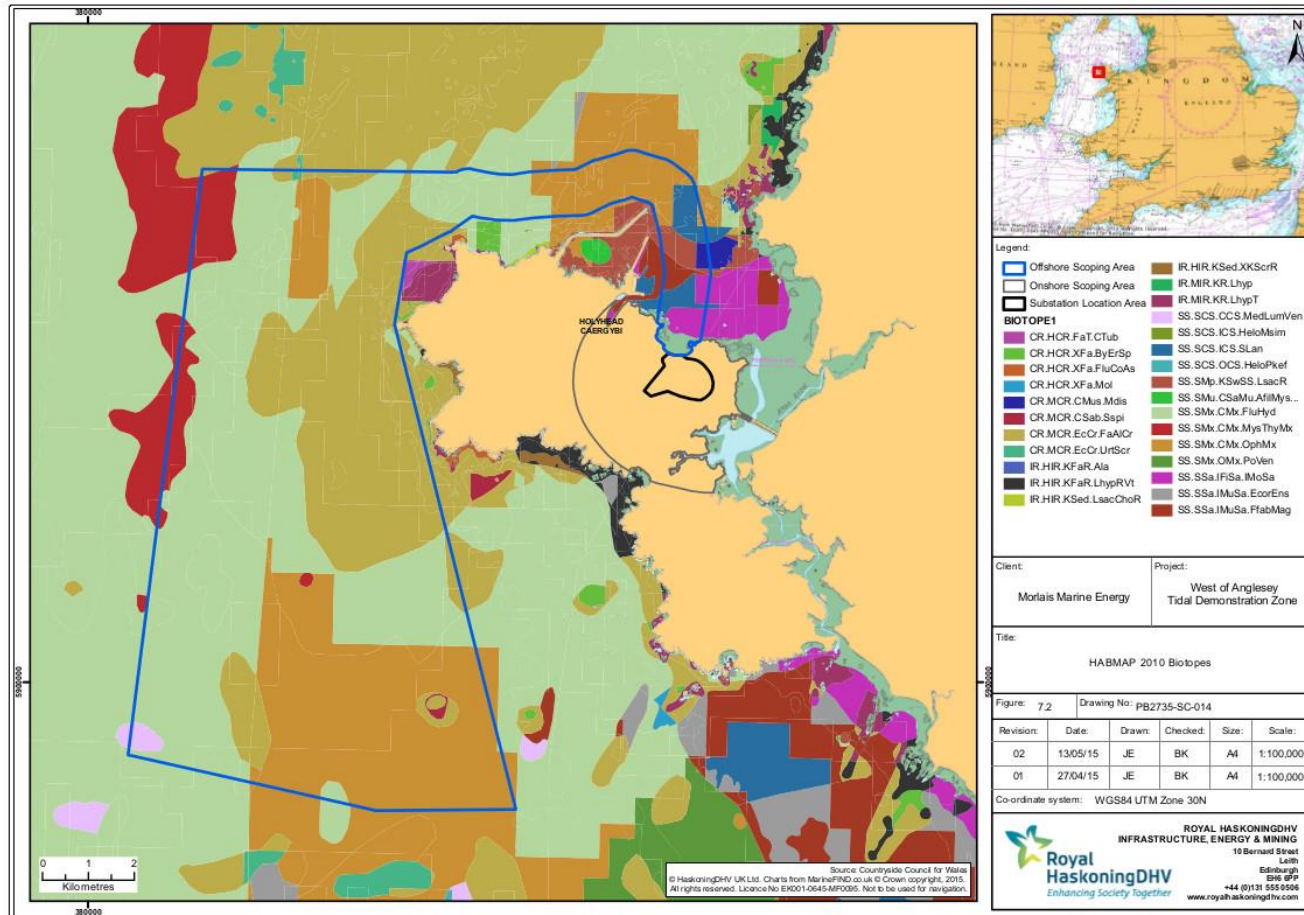 380000
5900000
HOLYHEAD
CAERGYBI
0 1 2
Kilometres
Source: Countryside Council for Wales
© HaskoningDHV UK Ltd. Charts from MarineFIND.co.uk © Crown copyright, 2015.
All rights reserved. Licence No EK001-0645-MF0095. Not to be used for navigation.
380000
5900000
N
KINGDOM
ENGLAND
Legend:
Offshore Scoping Area
Onshore Scoping Area
Substation Location Area
BIOTOPE1
CR.HCR.FaT.CTub
CR.HCR.XFa.ByErSp
CR.HCR.XFa.FluCoAs
CR.HCR.XFa.Mol
CR.MCR.CMus.Mdis
CR.MCR.CSab.Sspi
CR.MCR.EcCr.FaAlCr
CR.MCR.EcCr.UrtScr
IR.HIR.KFaR.Ala
IR.HIR.KFaR.LhypRVt
IR.HIR.KSed.LsacChoR
IR.HIR.KSed.XKScrR
IR.MIR.KR.Lhyp
IR.MIR.KR.LhypT
SS.SCS.CCS.MedLumVen
SS.SCS.ICS.HeloMsim
SS.SCS.ICS.SLan
SS.SCS.OCS.HeloPkef
SS.SMp.KSwSS.LsacR
SS.SMu.CSaMu.AfilMys...
SS.SMx.CMx.FluHyd
SS.SMx.CMx.MysThyMx
SS.SMx.CMx.OphMx
SS.SMx.OMx.PoVen
SS.SSa.IFiSa.IMoSa
SS.SSa.IMuSa.EcorEns
SS.SSa.IMuSa.FfabMag
Client:
Morlais Marine Energy
Project:
West of Anglesey
Tidal Demonstration Zone
Title:
HABMAP 2010 Biotopes
Figure: 7.2 Drawing No: PB2735-SC-014
Revision: Date: Drawn: Checked: Size: Scale:
02 13/05/15 JE BK A4 1:100,000
01 27/04/15 JE BK A4 1:100,000
Co-ordinate system: WGS84 UTM Zone 30N
Royal
HaskoningDHV
Enhancing Society Together
ROYAL HASKONINGDHV
INFRASTRUCTURE, ENERGY & MINING
10 Bernard Street
Leith
Edinburgh
EH6 6PP
+44 (0)131 555 0506
www.royalhaskoningdhv.com